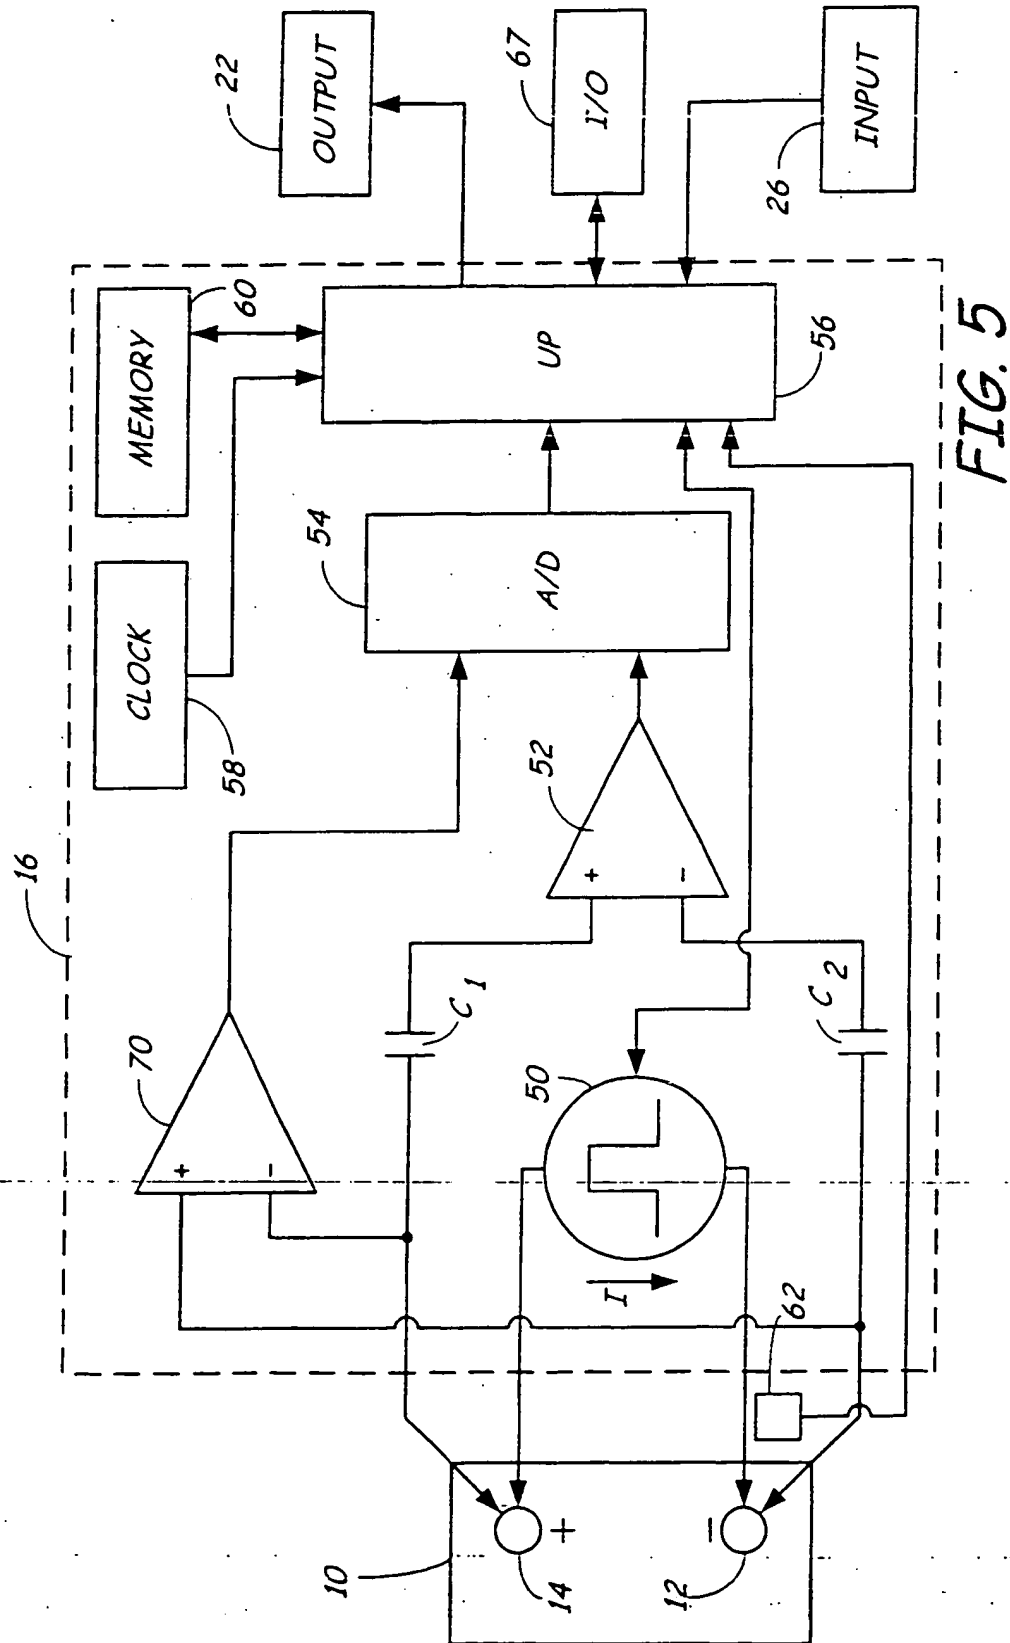 16
CLOCK
58
MEMORY
60
22
OUTPUT
70
+
-
54
A/D
UP
56
67
I/O
C1
52
+
-
50
I
C2
26
INPUT
10
14
+
-
12
62
FIG. 5